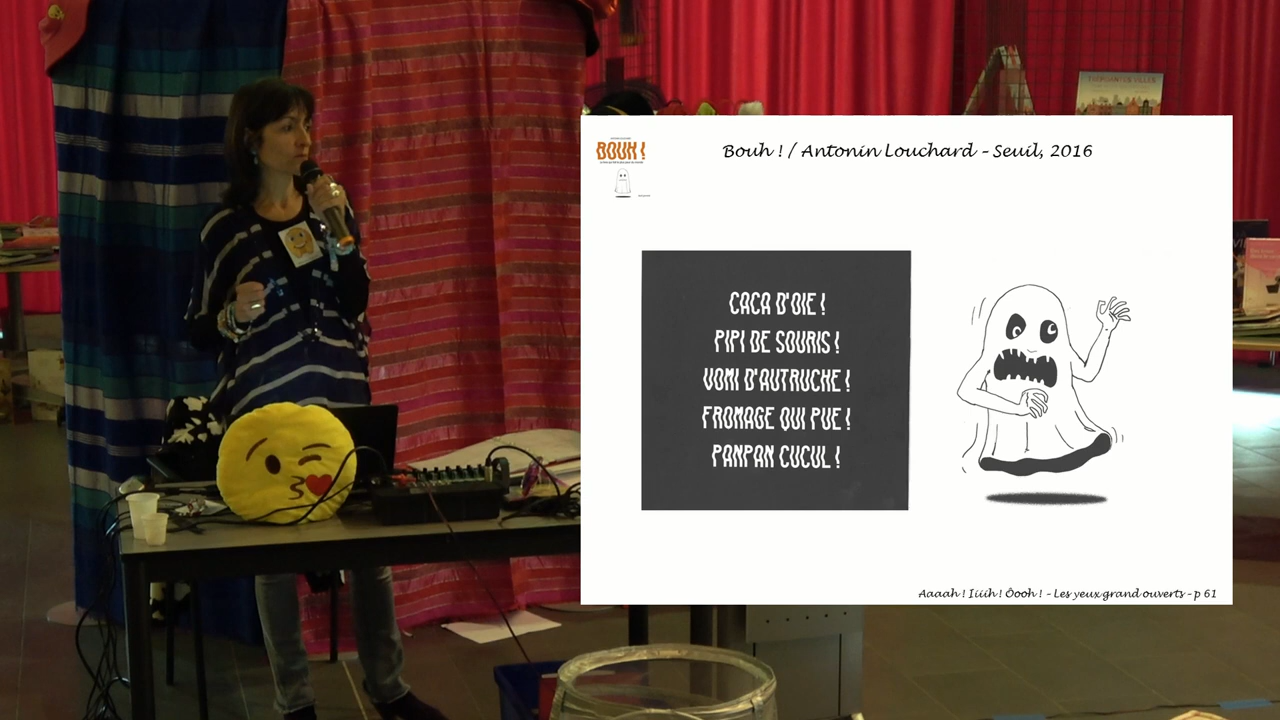 BOUH !
Bouh ! / Antonin Louchard - Seuil, 2016
CACA D'OIE !
PIPI DE SOURIS !
VOMI D'AUTRUCHE !
FROMAGE QUI PUE !
PANPAN CUCUL !
Aaaah ! Iiiih ! Ôooh ! - Les yeux grand ouverts - p 61